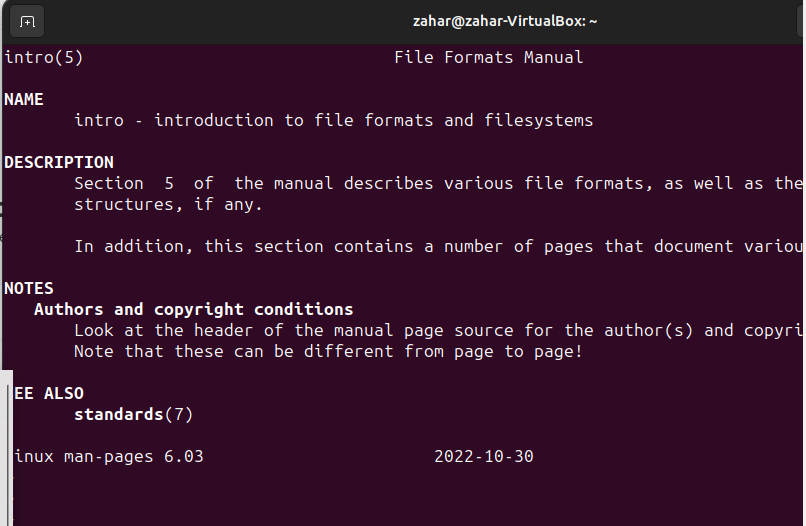 zahar@zahar-VirtualBox: ~
intro(5) File Formats Manual
NAME
intro - introduction to file formats and filesystems
DESCRIPTION
Section 5 of the manual describes various file formats, as well as the
structures, if any.
In addition, this section contains a number of pages that document variou
NOTES
Authors and copyright conditions
Look at the header of the manual page source for the author(s) and copyri
Note that these can be different from page to page!
EE ALSO
standards(7)
inux man-pages 6.03 2022-10-30